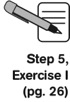 Step 5,
Exercise I
(pg. 26)